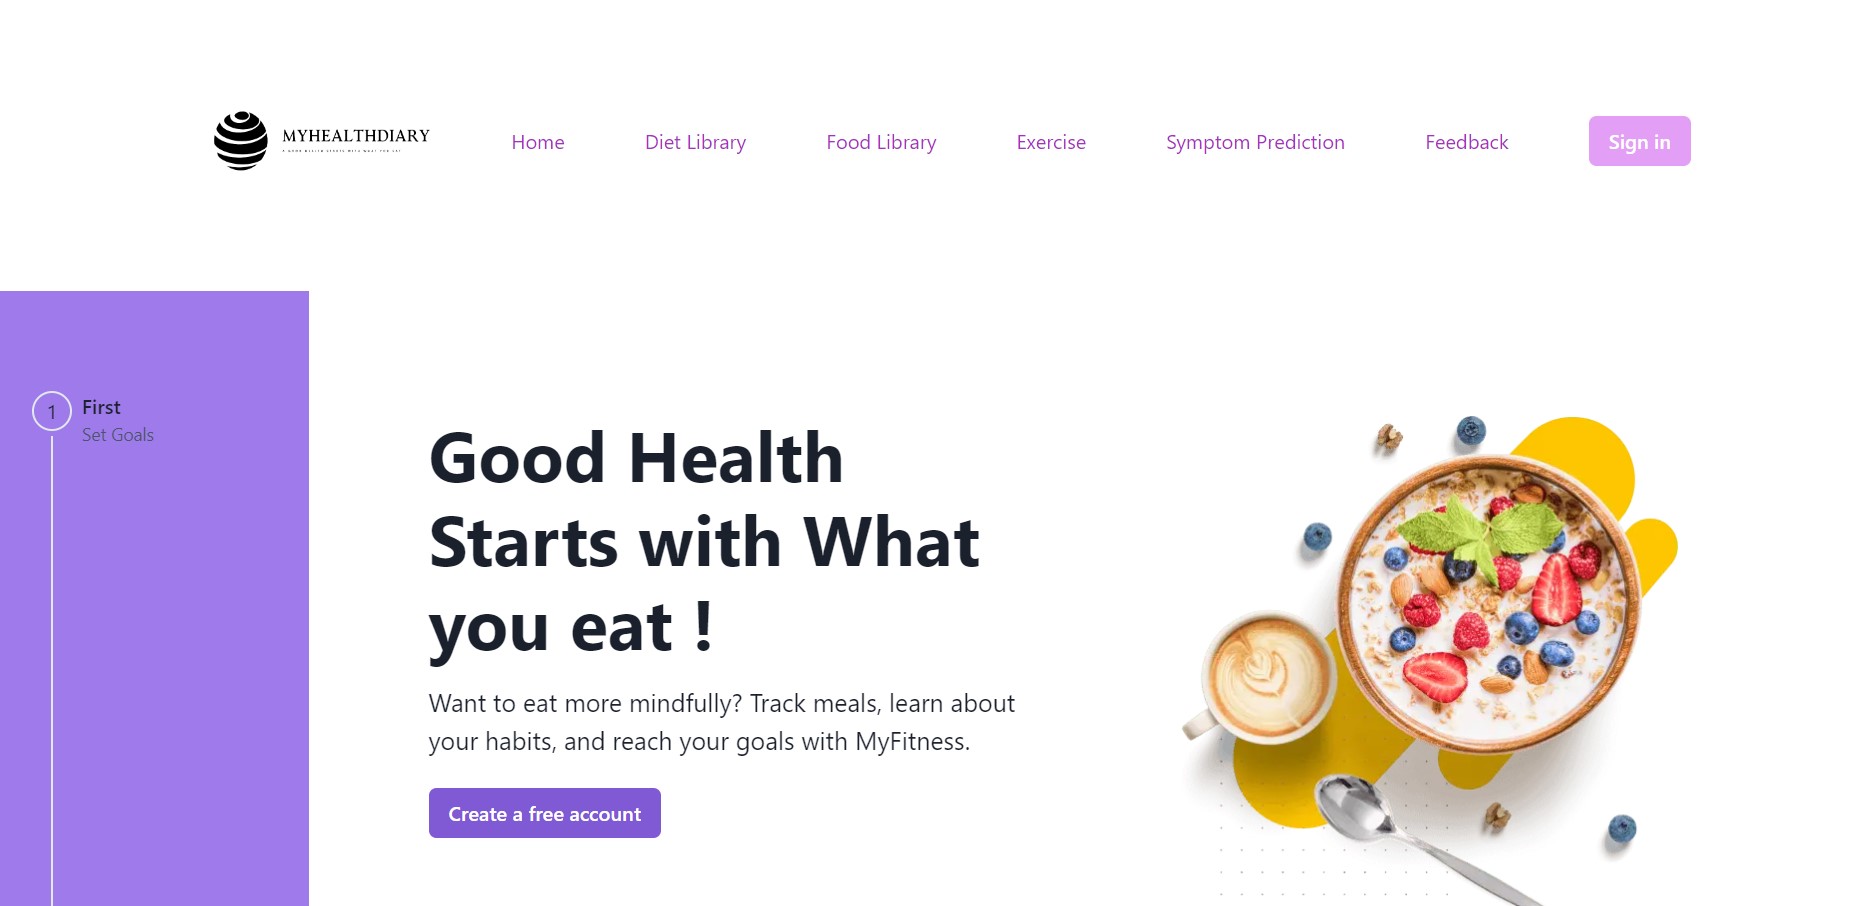 MYHEALTHDIARY
Home
Diet Library
Food Library
Exercise
Symptom Prediction
Feedback
Sign in
1
First
Set Goals
Good Health
Starts with What
you eat !
Want to eat more mindfully? Track meals, learn about
your habits, and reach your goals with MyFitness.
Create a free account